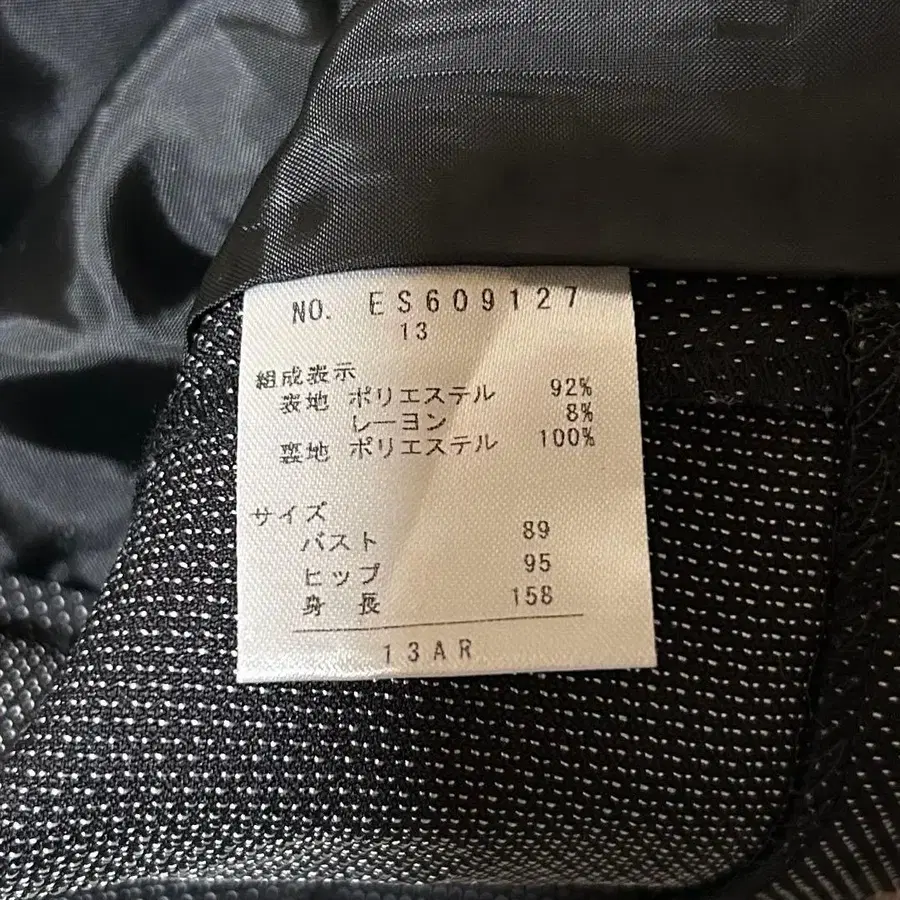 NO. ES609127
13
組成表示
表地 ポリエステル 92%
レーヨン 8%
裏地 ポリエステル 100%
サイズ
バスト 89
ヒップ 95
身長 158
13AR